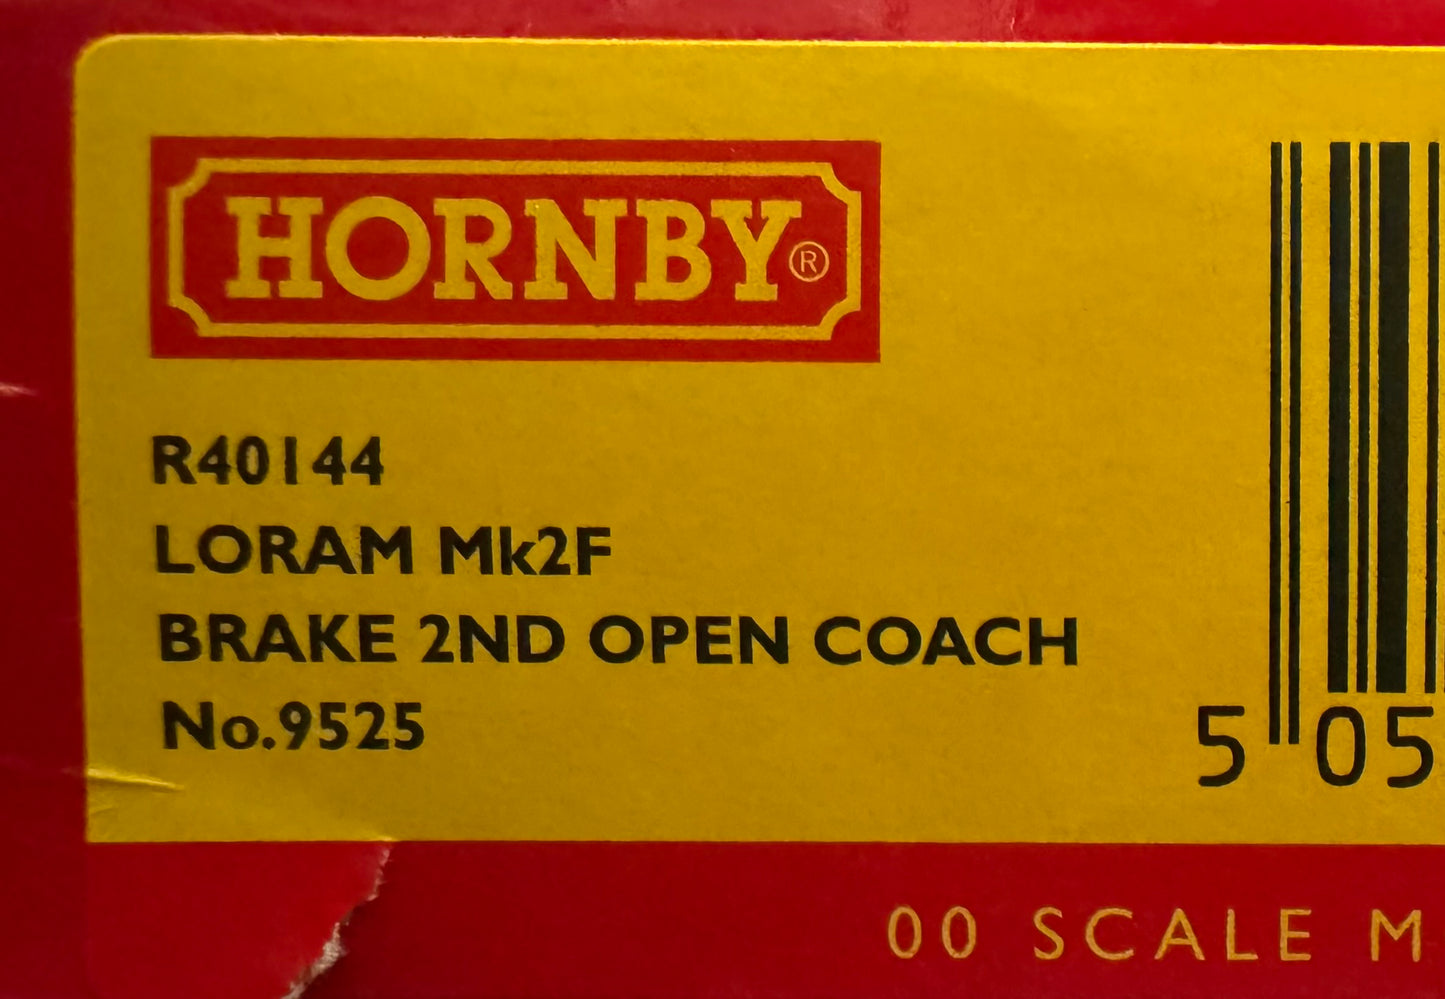 HORNBY®
R40144
LORAM Mk2F
BRAKE 2ND OPEN COACH
No.9525
5 05
00 SCALE M